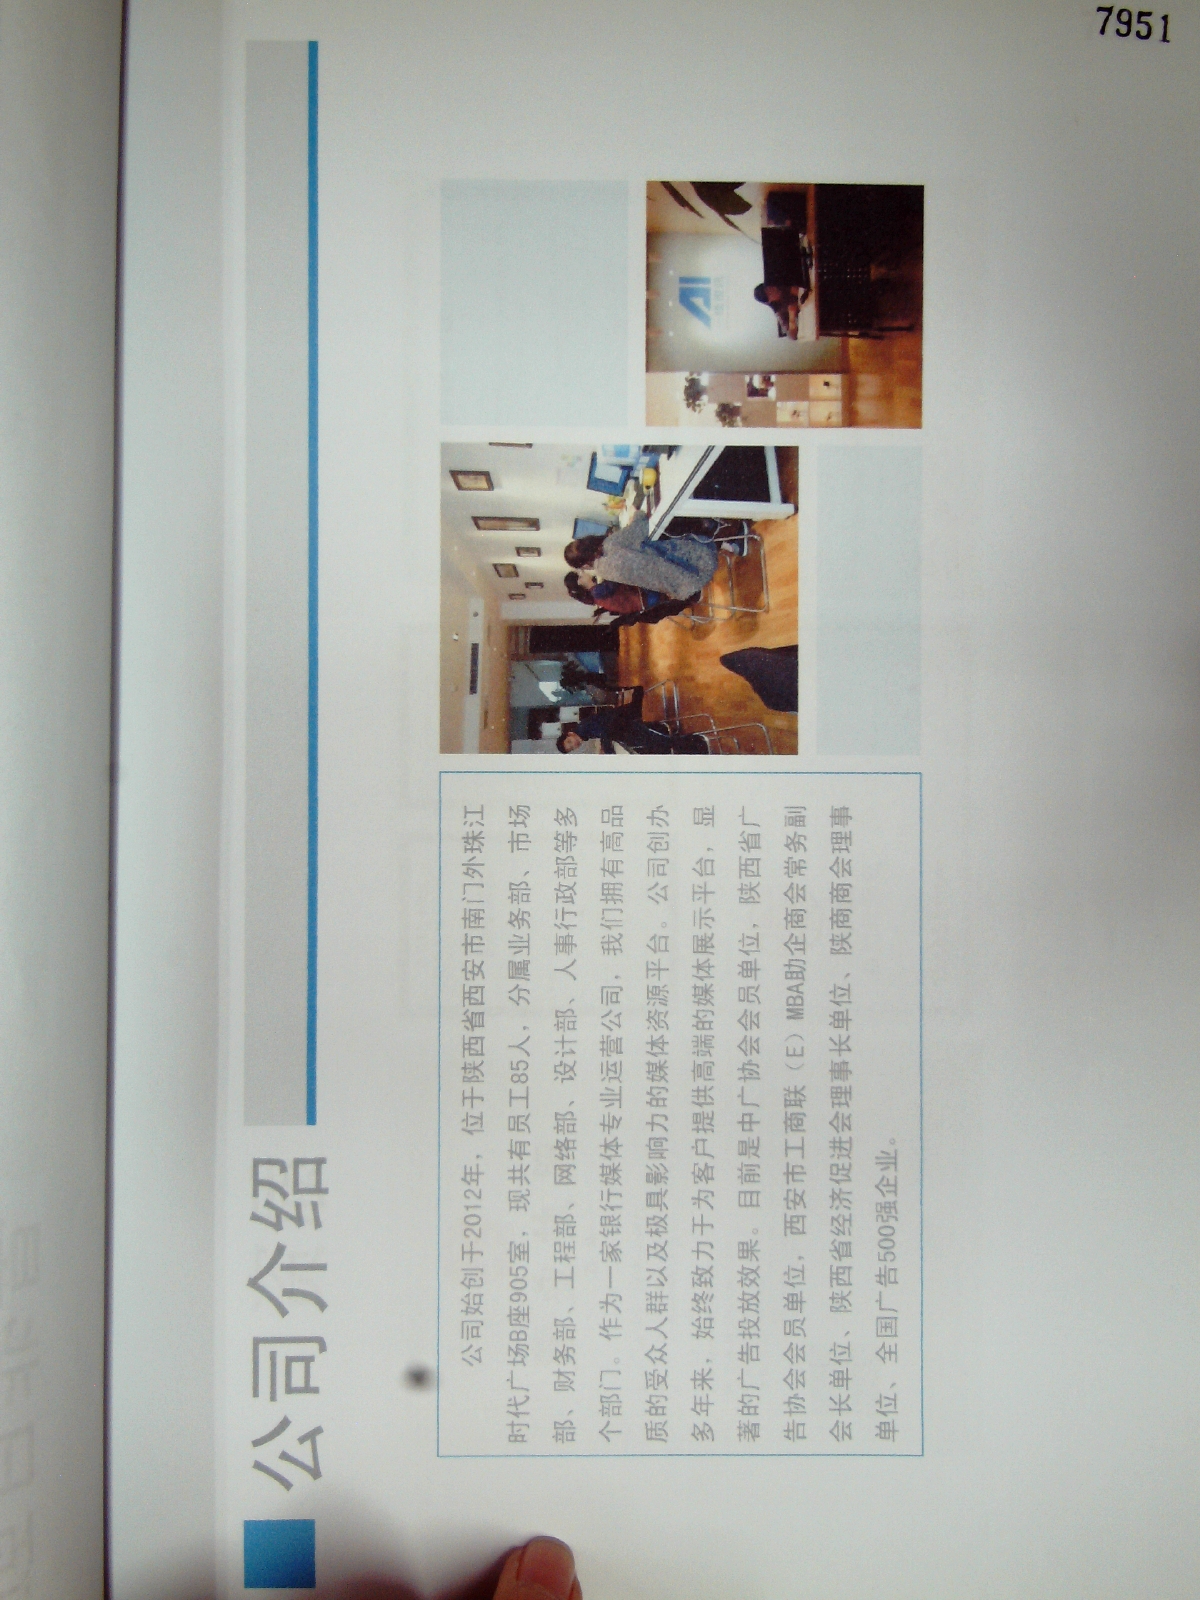 7951
公司介绍
公司始创于2012年，位于陕西省西安市南门外珠江
时代广场B座905室，现共有员工85人，分属业务部、市场
部、财务部、工程部、网络部、设计部、人事行政部等多
个部门。作为一家银行媒体专业运营公司，我们拥有高品
质的受众人群以及极具影响力的媒体资源平台。公司创办
多年来，始终致力于为客户提供高端的媒体展示平台，显
著的广告投放效果。目前是中广协会会员单位，陕西省广
告协会会员单位，西安市工商联（E）MBA助企商会常务副
会长单位、陕西省经济促进会理事长单位、陕商商会理事
单位、全国广告500强企业。
AI